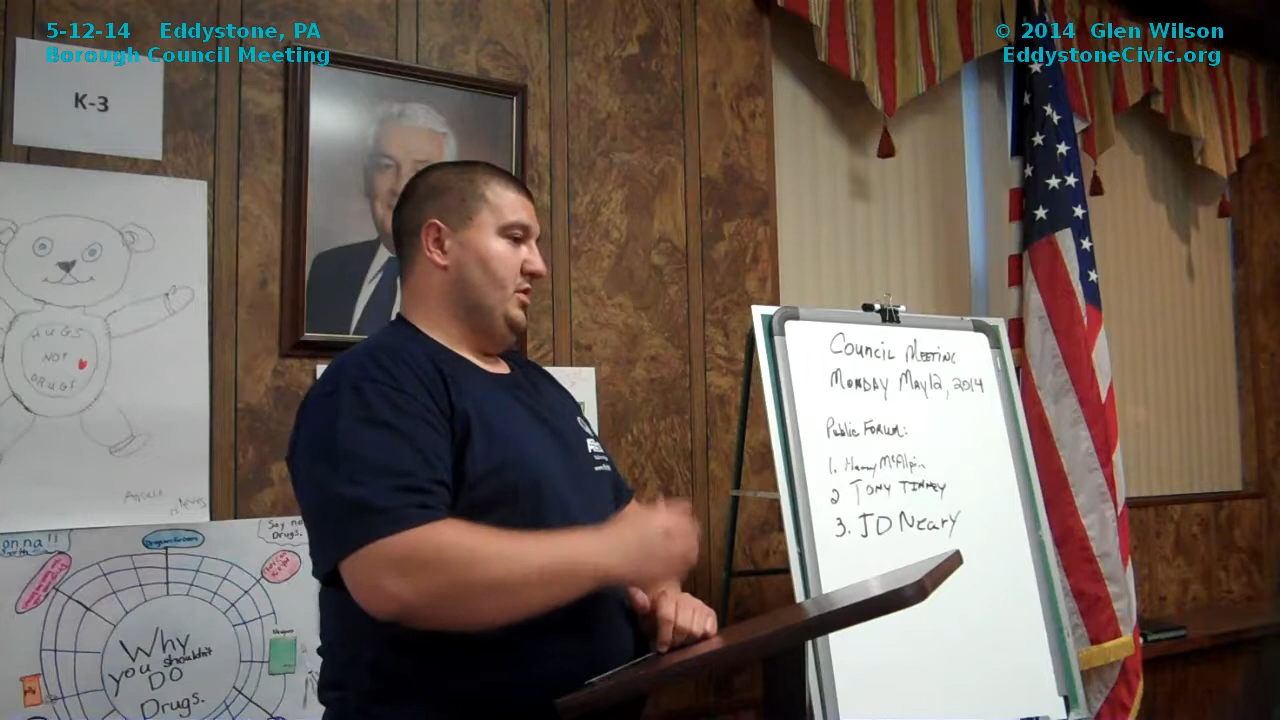 5-12-14 Eddystone, PA
Borough Council Meeting
© 2014 Glen Wilson
EddystoneCivic.org
K-3
HUGS
NOT
DRUGS
Say no
Drugs.
Why
you shouldn't
DO
Drugs.
Council Meeting
Monday May 12, 2014
Public Forum:
1. Harry McAlpin
2 Tony Tinney
3. JD Neary